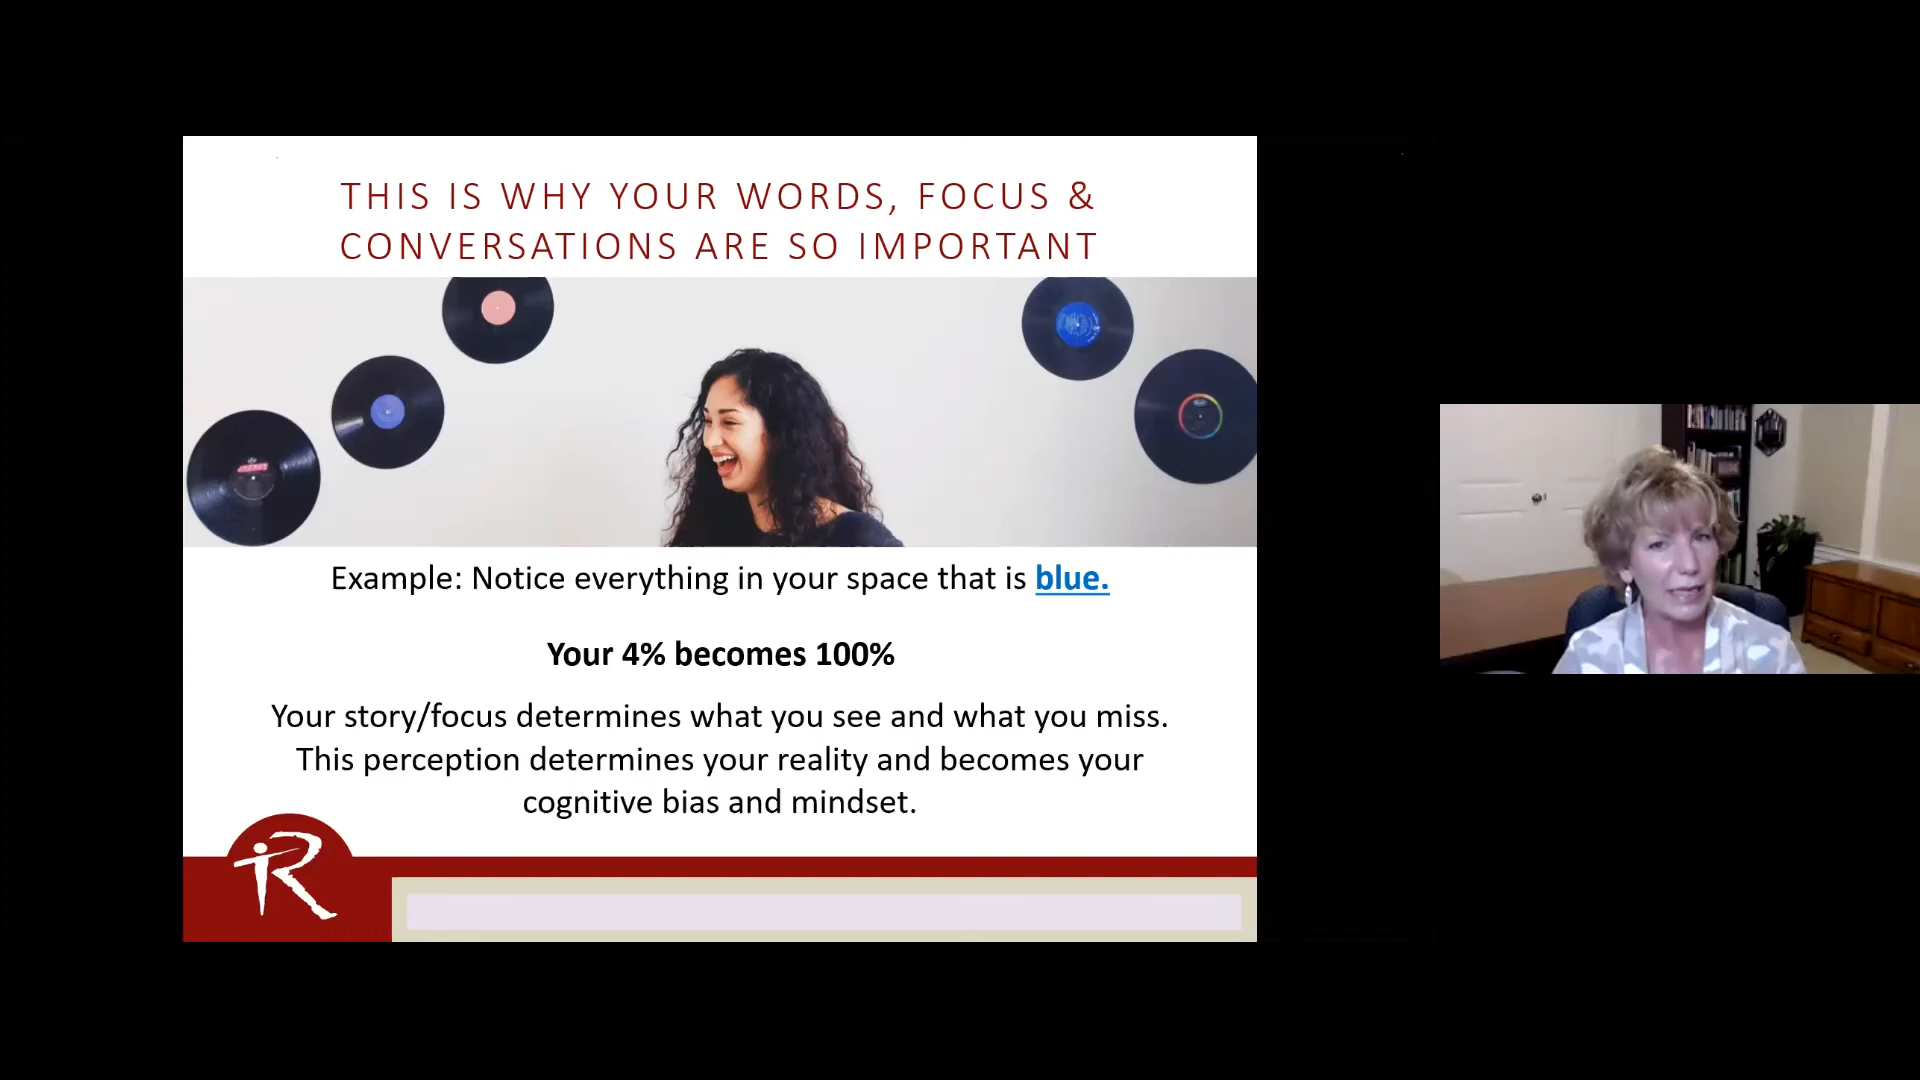 THIS IS WHY YOUR WORDS, FOCUS &
CONVERSATIONS ARE SO IMPORTANT
Example: Notice everything in your space that is blue.
Your 4% becomes 100%
Your story/focus determines what you see and what you miss.
This perception determines your reality and becomes your
cognitive bias and mindset.
R